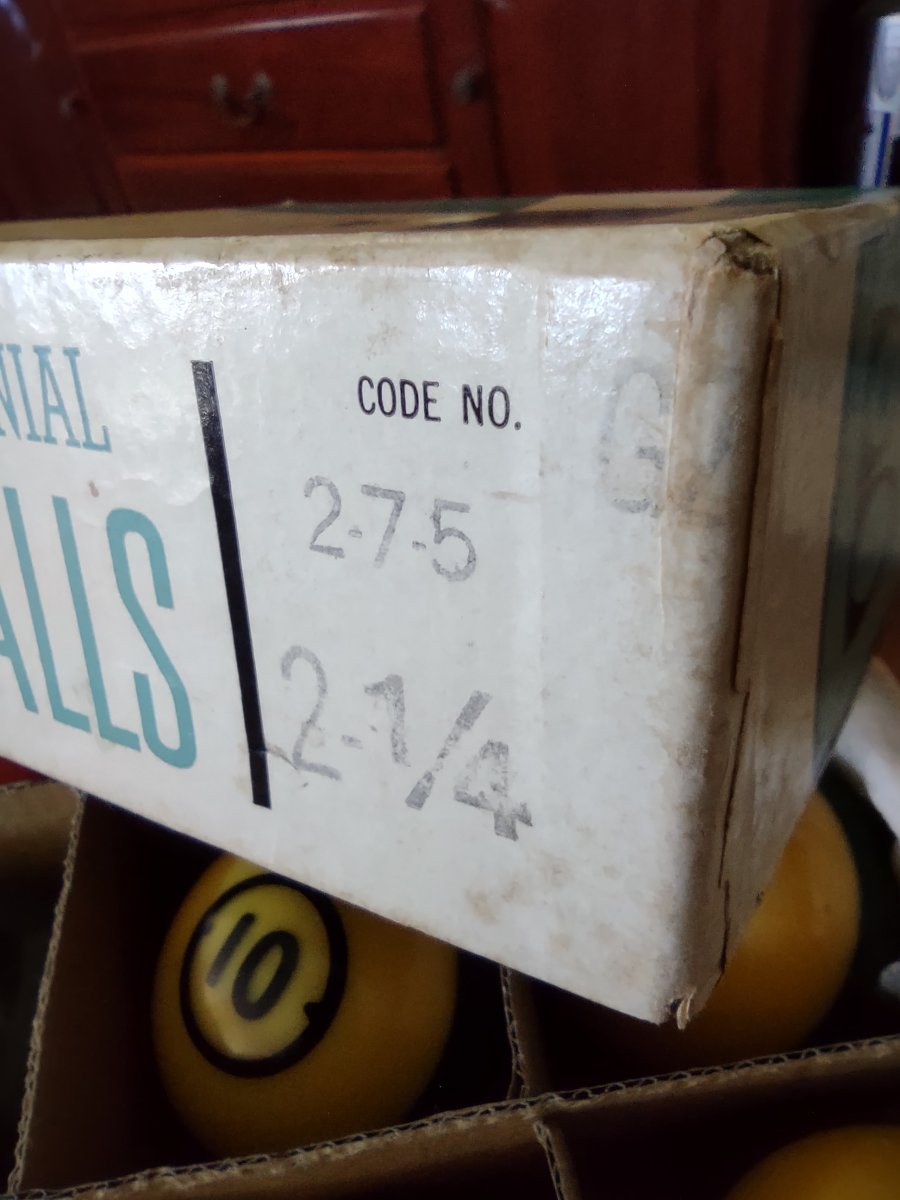 NIAL
ALLS
CODE NO.
2-7-5
2-1/4
10